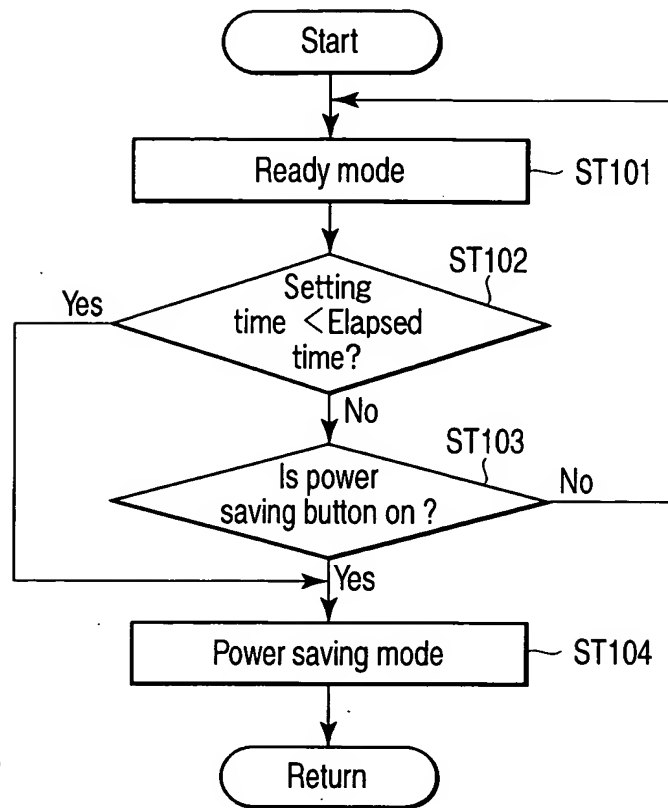 Start
Ready mode
ST101
ST102
Yes
Setting
time <Elapsed
time?
No
ST103
Is power
saving button on ?
No
Yes
Power saving mode
ST104
Return